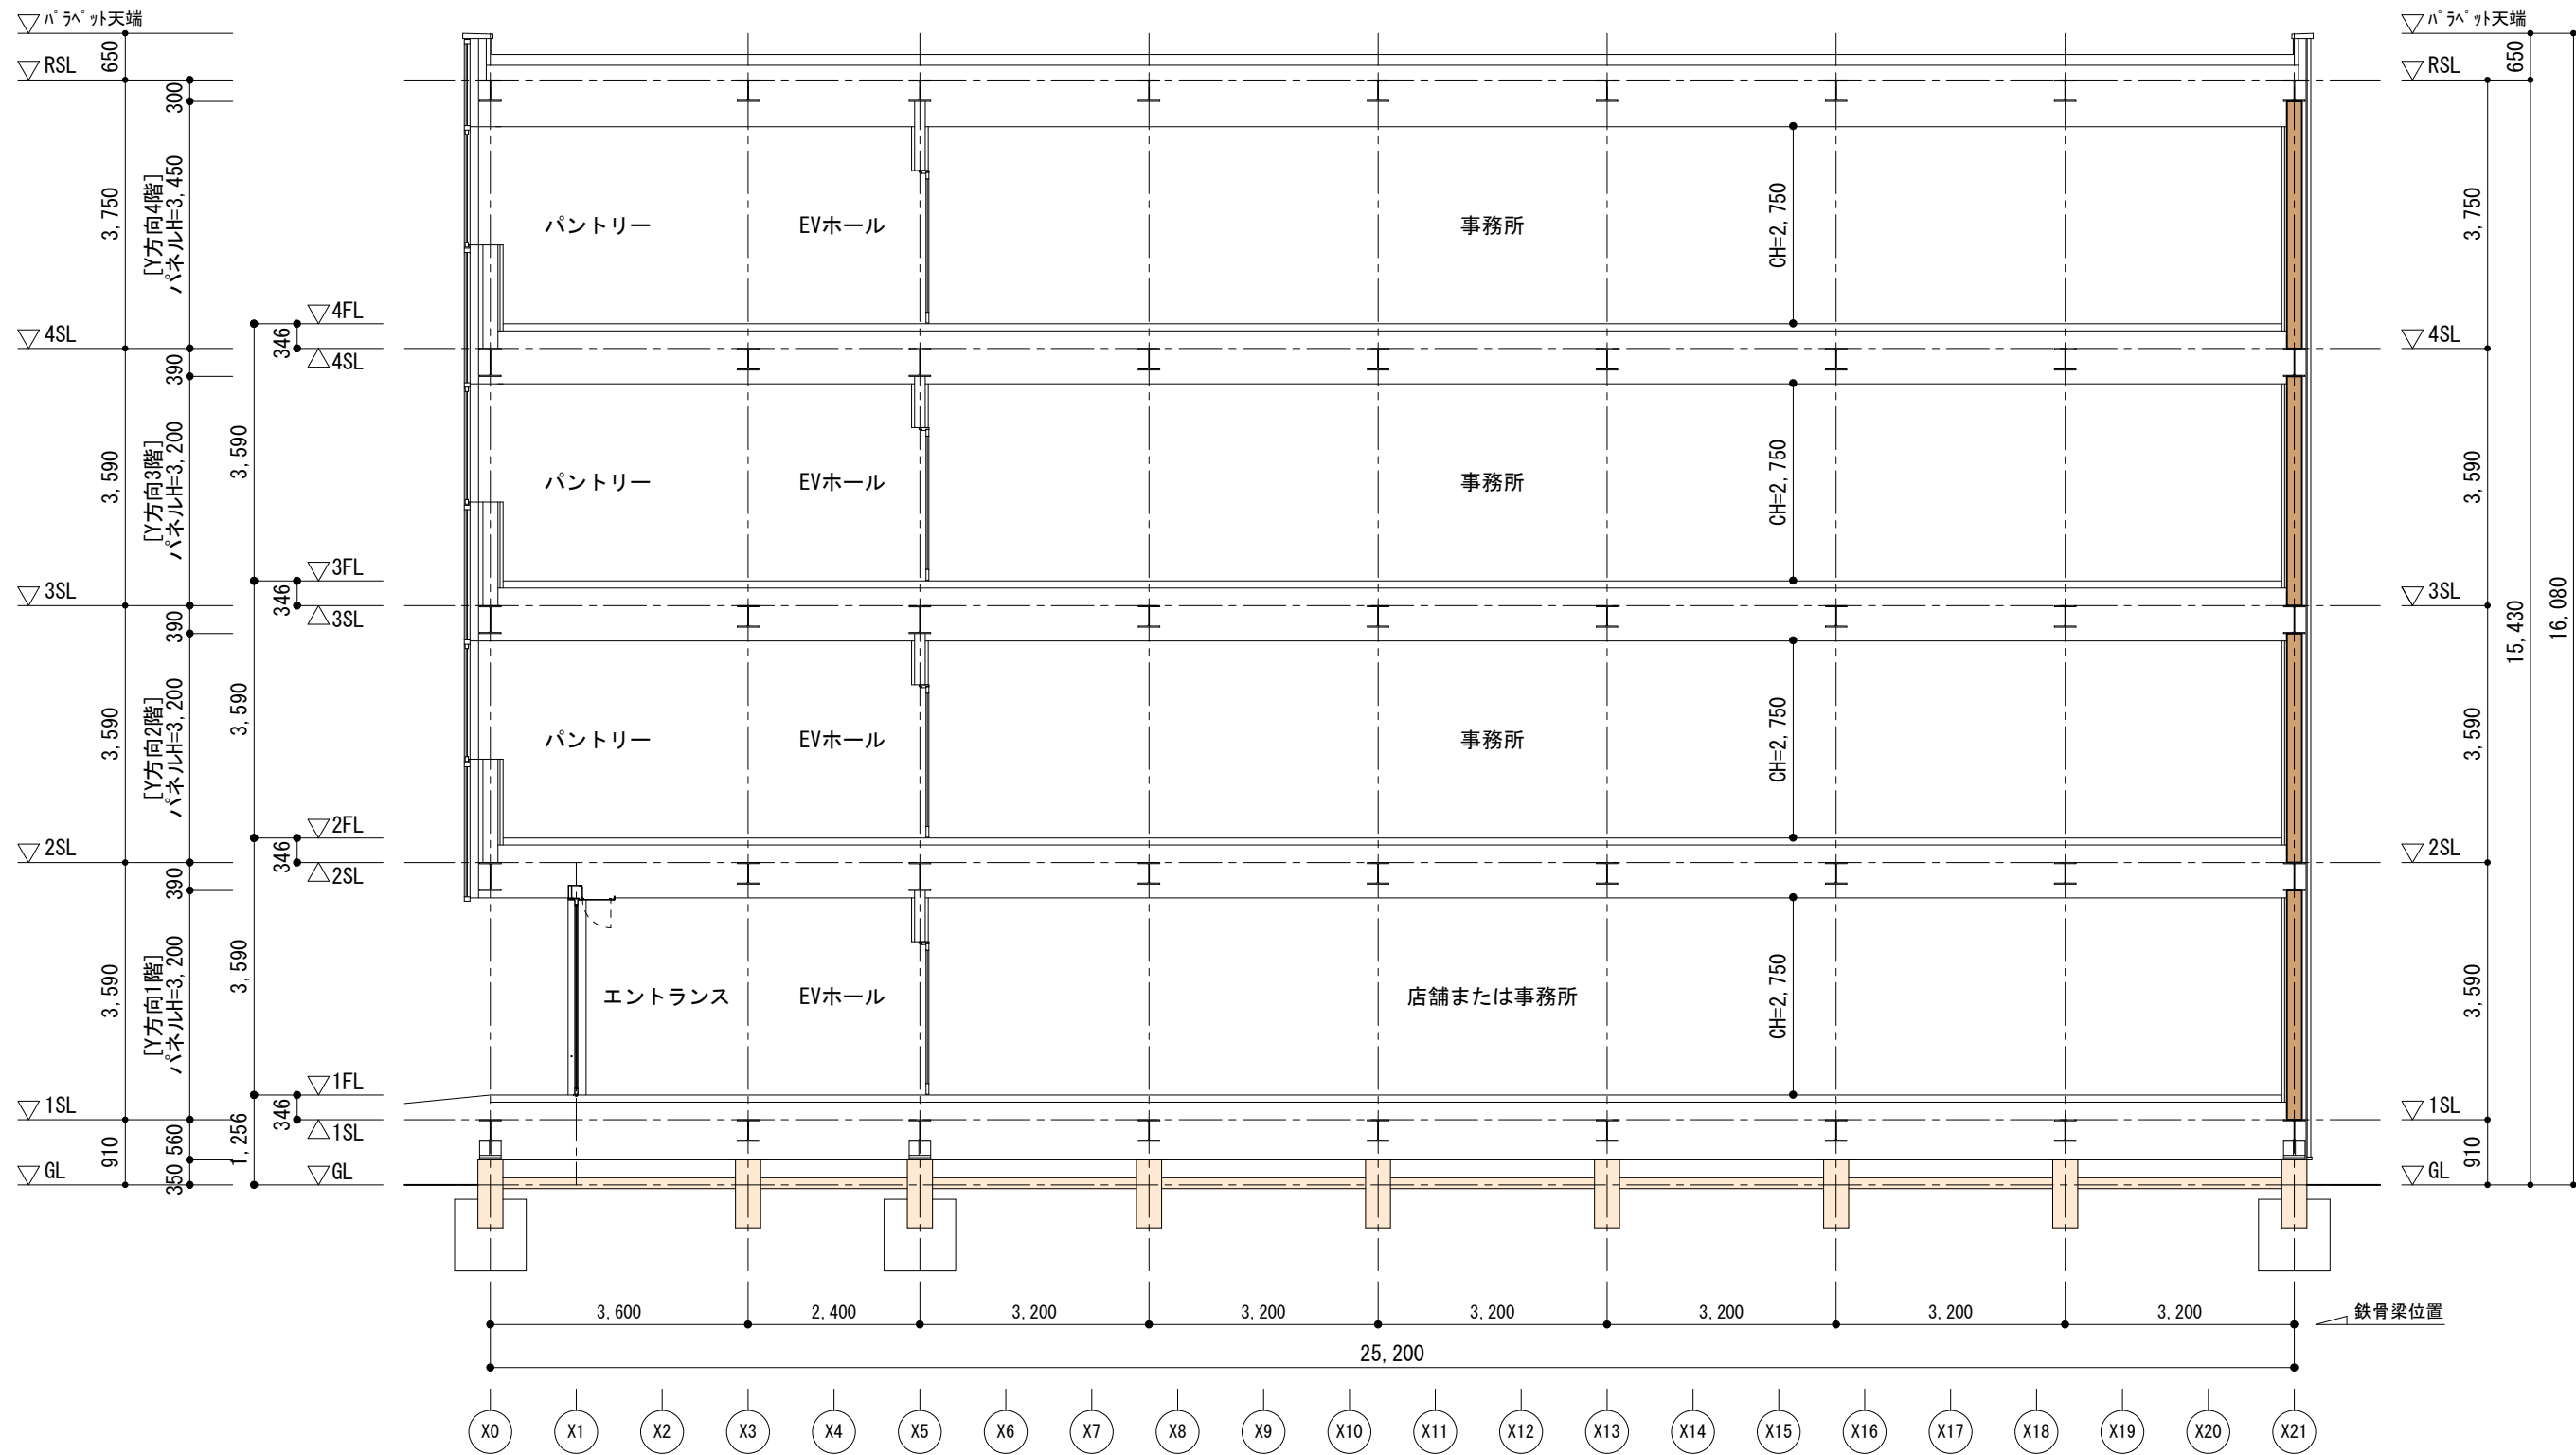 パラペット天端
パラペット天端
650
650
RSL
RSL
300
3,750
[Y方向4階]
パネルH=3,450
パントリー
EVホール
事務所
CH=2,750
3,750
4FL
346
4SL
4SL
4SL
390
3,590
[Y方向3階]
パネルH=3,200
3,590
パントリー
EVホール
事務所
CH=2,750
3,590
15,430
16,080
3FL
346
3SL
3SL
3SL
390
3,590
[Y方向2階]
パネルH=3,200
3,590
パントリー
EVホール
事務所
CH=2,750
3,590
2FL
346
2SL
2SL
2SL
390
3,590
[Y方向1階]
パネルH=3,200
3,590
エントランス
EVホール
店舗または事務所
CH=2,750
3,590
1FL
346
1SL
1SL
1SL
910
560
350
1,256
910
GL
GL
GL
3,600
2,400
3,200
3,200
3,200
3,200
3,200
3,200
鉄骨梁位置
25,200
X0
X1
X2
X3
X4
X5
X6
X7
X8
X9
X10
X11
X12
X13
X14
X15
X16
X17
X18
X19
X20
X21